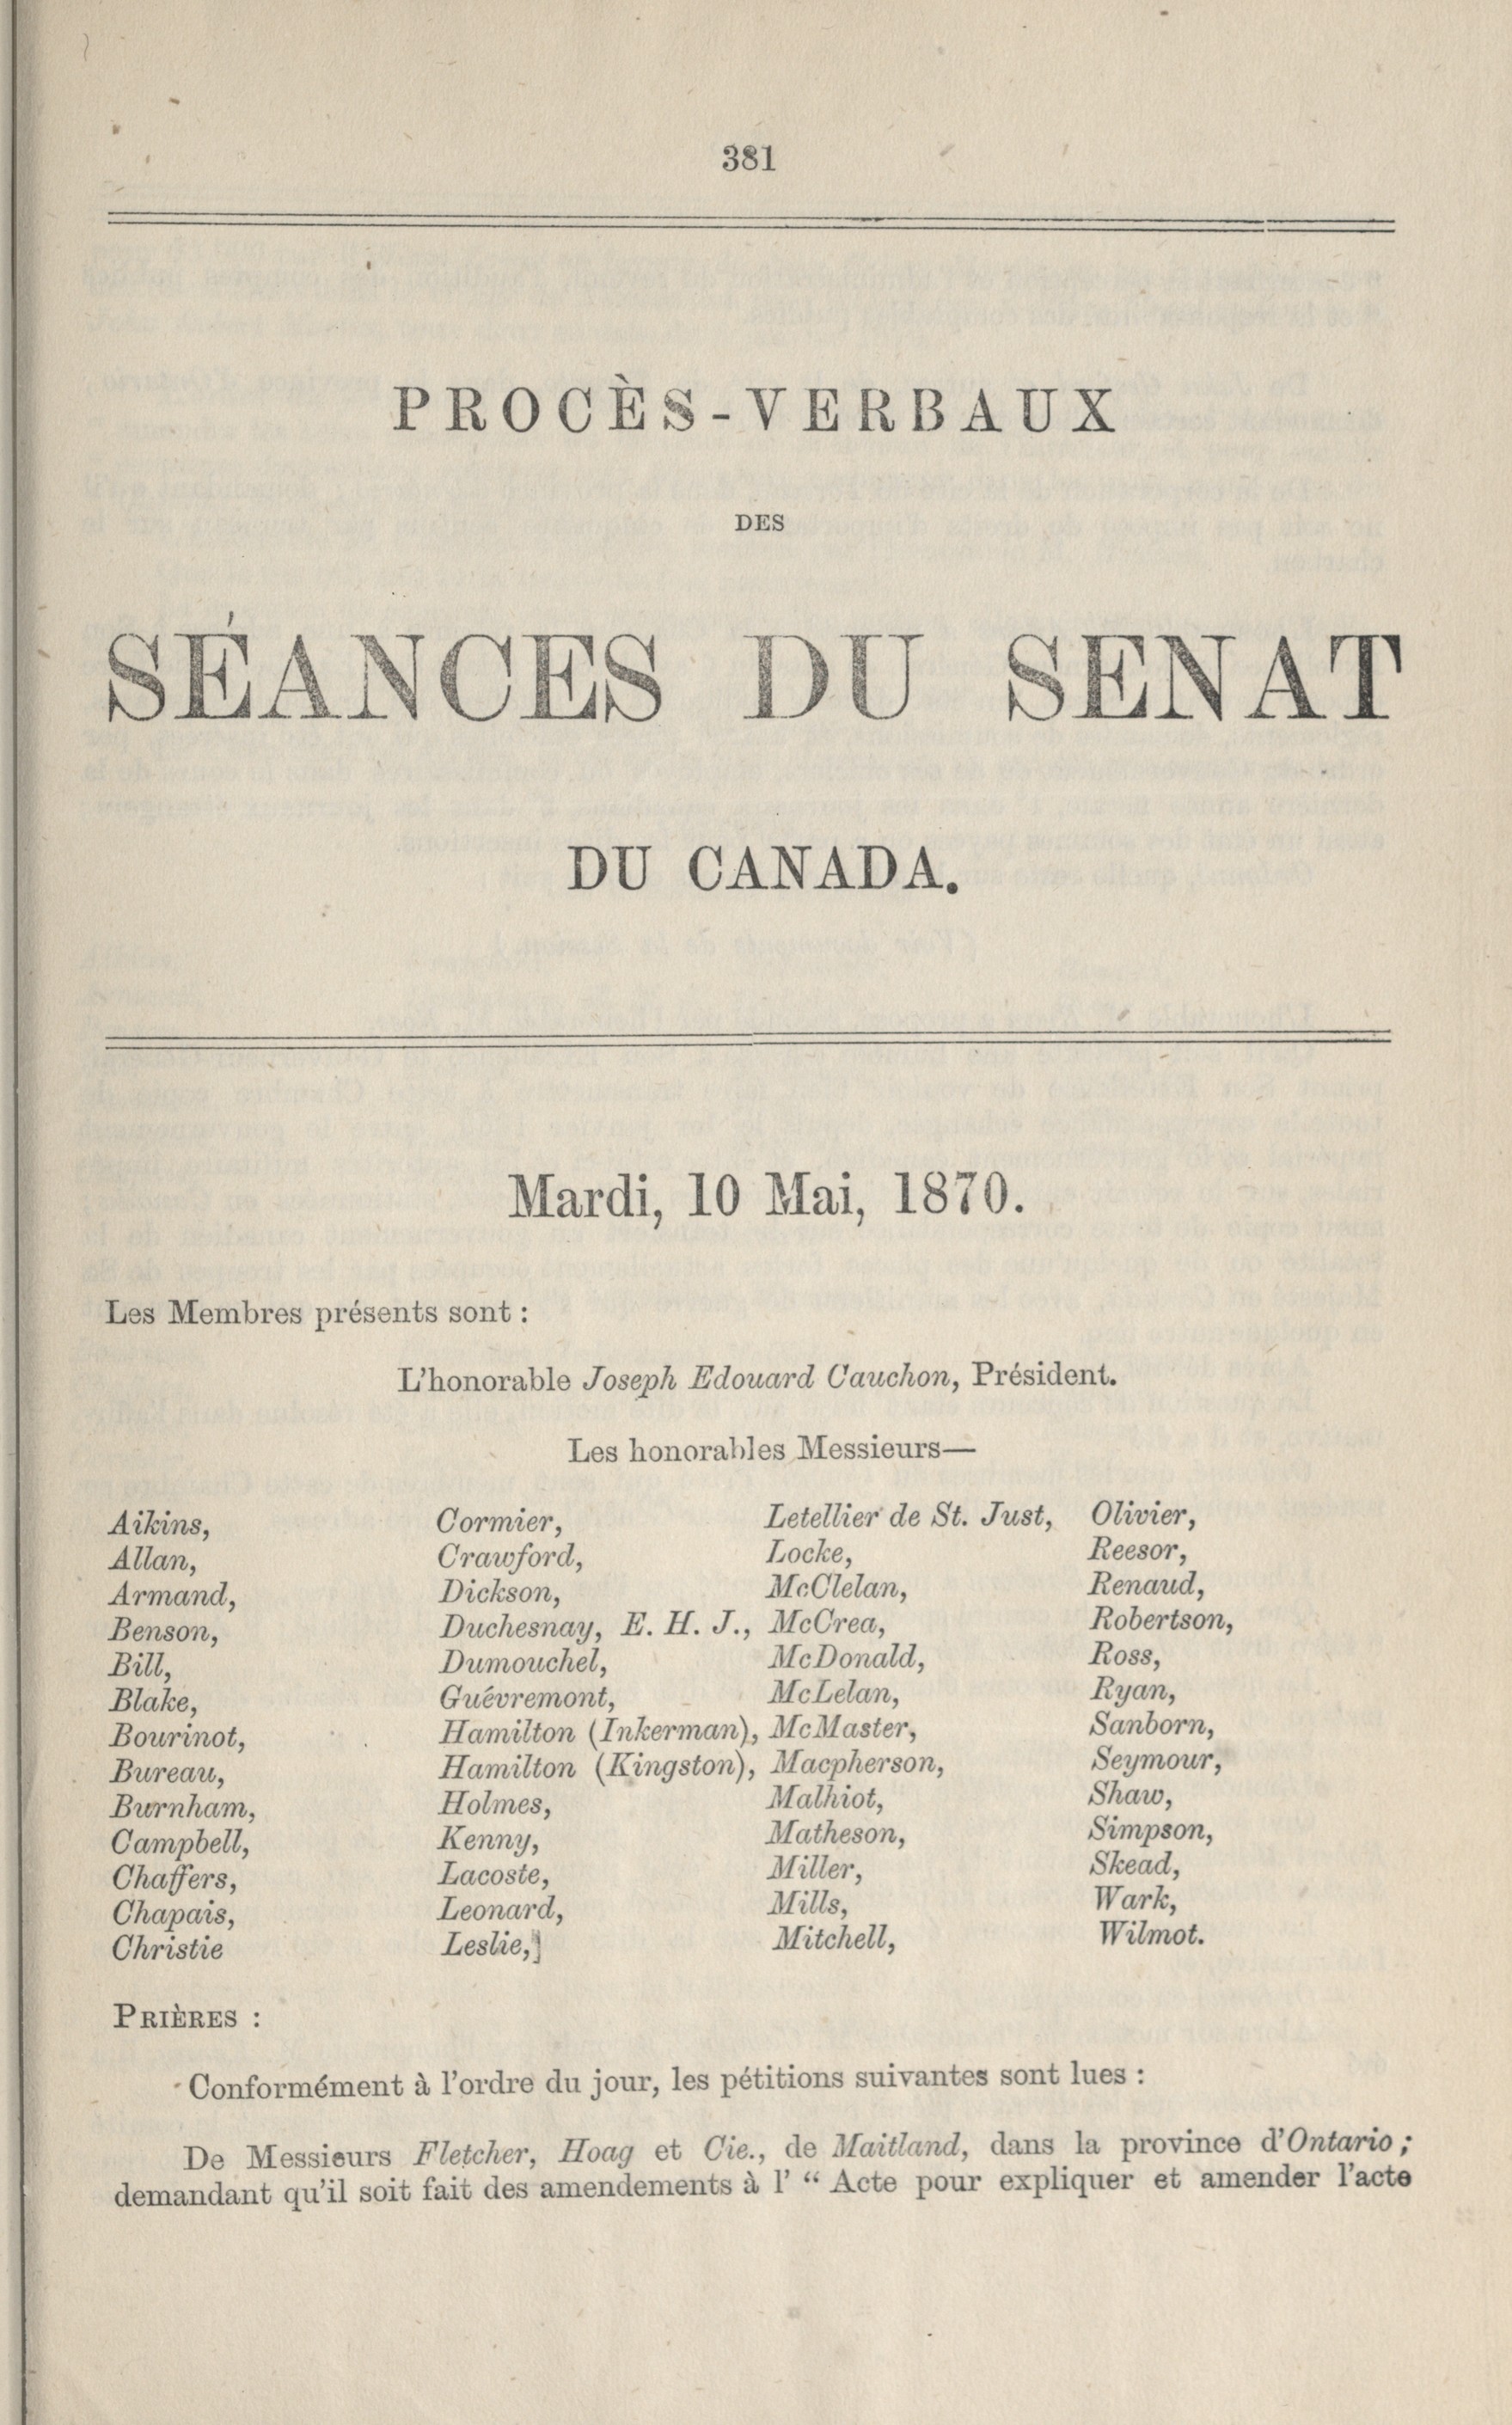 381
PROCÈS-VERBAUX
DES
SÉANCES DU SENAT
DU CANADA.
Mardi, 10 Mai, 1870.
Les Membres présents sont :
L'honorable Joseph Edouard Cauchon, Président.
Les honorables Messieurs—
Aikins,
Allan,
Armand,
Benson,
Bill,
Blake,
Bourinot,
Bureau,
Burnham,
Campbell,
Chaffers,
Chapais,
Christie
Cormier,
Crawford,
Dickson,
Duchesnay, E. H. J.,
Dumouchel,
Guévremont,
Hamilton (Inkerman),
Hamilton (Kingston),
Holmes,
Kenny,
Lacoste,
Leonard,
Leslie,]
Letellier de St. Just,
Locke,
McClelan,
McCrea,
McDonald,
McLelan,
McMaster,
Macpherson,
Malhiot,
Matheson,
Miller,
Mills,
Mitchell,
Olivier,
Reesor,
Renaud,
Robertson,
Ross,
Ryan,
Sanborn,
Seymour,
Shaw,
Simpson,
Skead,
Wark,
Wilmot.
PRIÈRES :
Conformément à l'ordre du jour, les pétitions suivantes sont lues :
De Messieurs Fletcher, Hoag et Cie., de Maitland, dans la province d'Ontario ;
demandant qu'il soit fait des amendements à l' “ Acte pour expliquer et amender l'acte